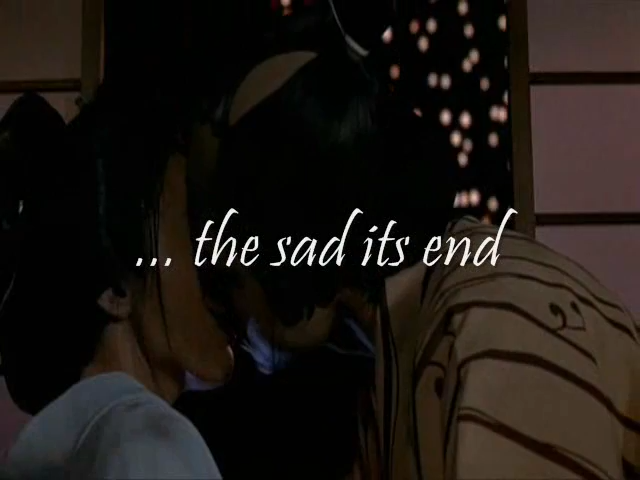 ... the sad its end